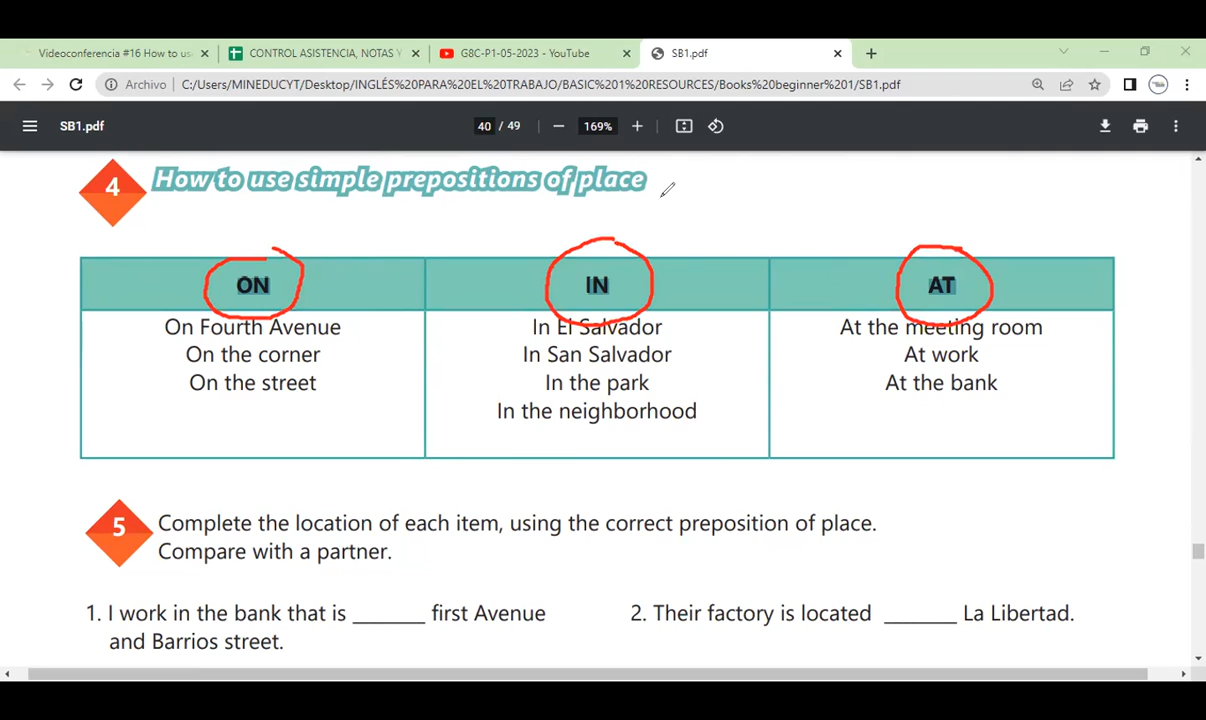 Videoconferencia #16 How to us
CONTROL ASISTENCIA, NOTAS Y
G8C-P1-05-2023 - YouTube
SB1.pdf
Archivo
C:/Users/MINEDUCYT/Desktop/INGLÉS%20PARA%20EL%20TRABAJO/BASIC%201%20RESOURCES/Books%20beginner%201/SB1.pdf
SB1.pdf
40 / 49
169%
4
How to use simple prepositions of place
ON
IN
AT
On Fourth Avenue
On the corner
On the street
In El Salvador
In San Salvador
In the park
In the neighborhood
At the meeting room
At work
At the bank
5
Complete the location of each item, using the correct preposition of place.
Compare with a partner.
1. I work in the bank that is ______ first Avenue
and Barrios street.
2. Their factory is located ______ La Libertad.